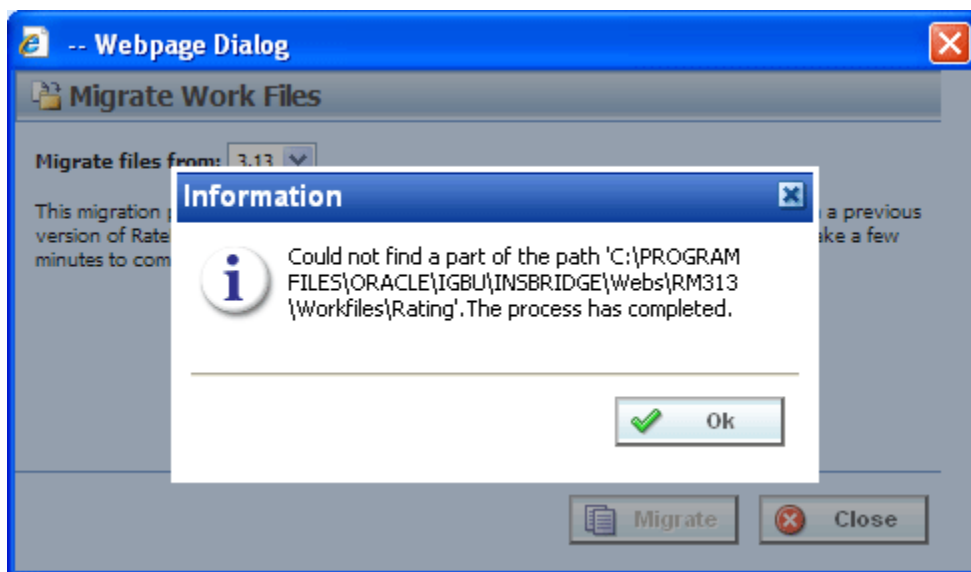 -- Webpage Dialog
Migrate Work Files
Migrate files from: 3.13
Information
This migration
a previous
version of Rate
ake a few
minutes to com
Could not find a part of the path 'C:\PROGRAM
FILES\ORACLE\IGBU\INSBRIDGE\Webs\RM313
\Workfiles\Rating'.The process has completed.
Ok
Migrate
Close